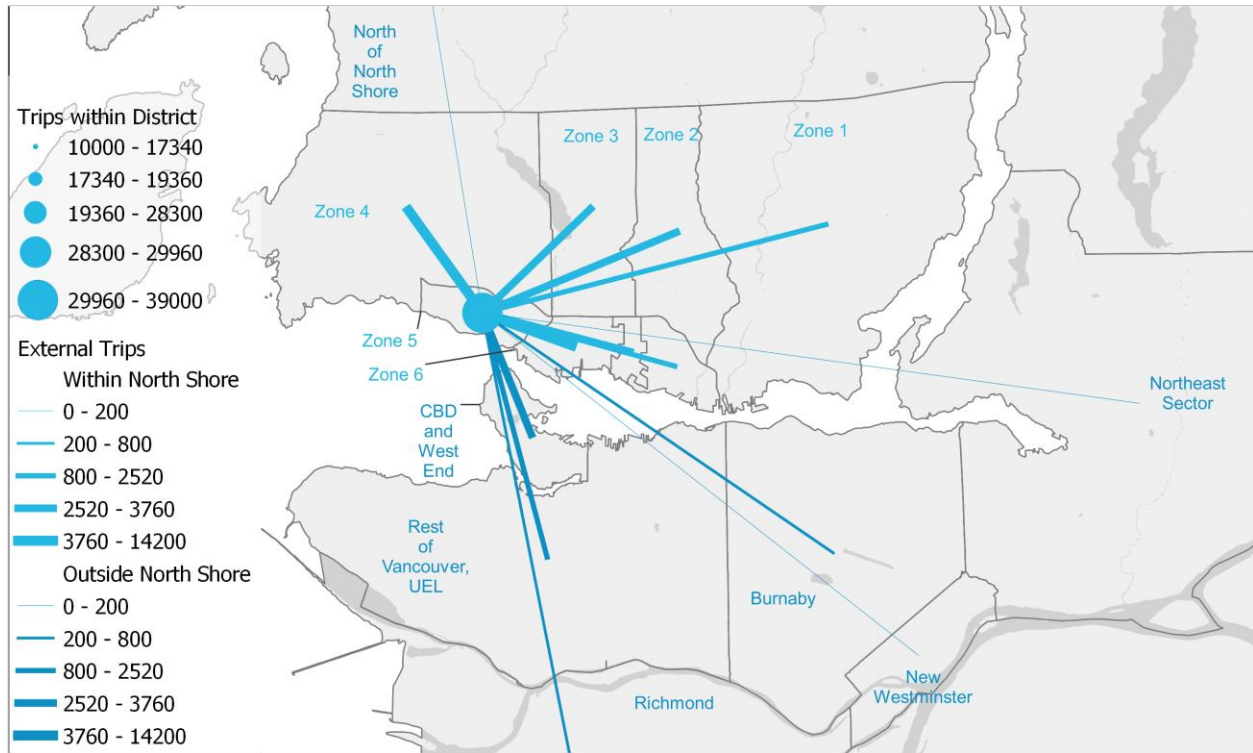 Trips within District
10000 - 17340
17340 - 19360
19360 - 28300
28300 - 29960
29960 - 39000
External Trips
Within North Shore
0 - 200
200 - 800
800 - 2520
2520 - 3760
3760 - 14200
Outside North Shore
0 - 200
200 - 800
800 - 2520
2520 - 3760
3760 - 14200
North
of
North
Shore
Zone 3
Zone 2
Zone 1
Zone 4
Zone 5
Zone 6
CBD
and
West
End
Northeast
Sector
Rest
of
Vancouver,
UEL
Burnaby
Richmond
New
Westminster